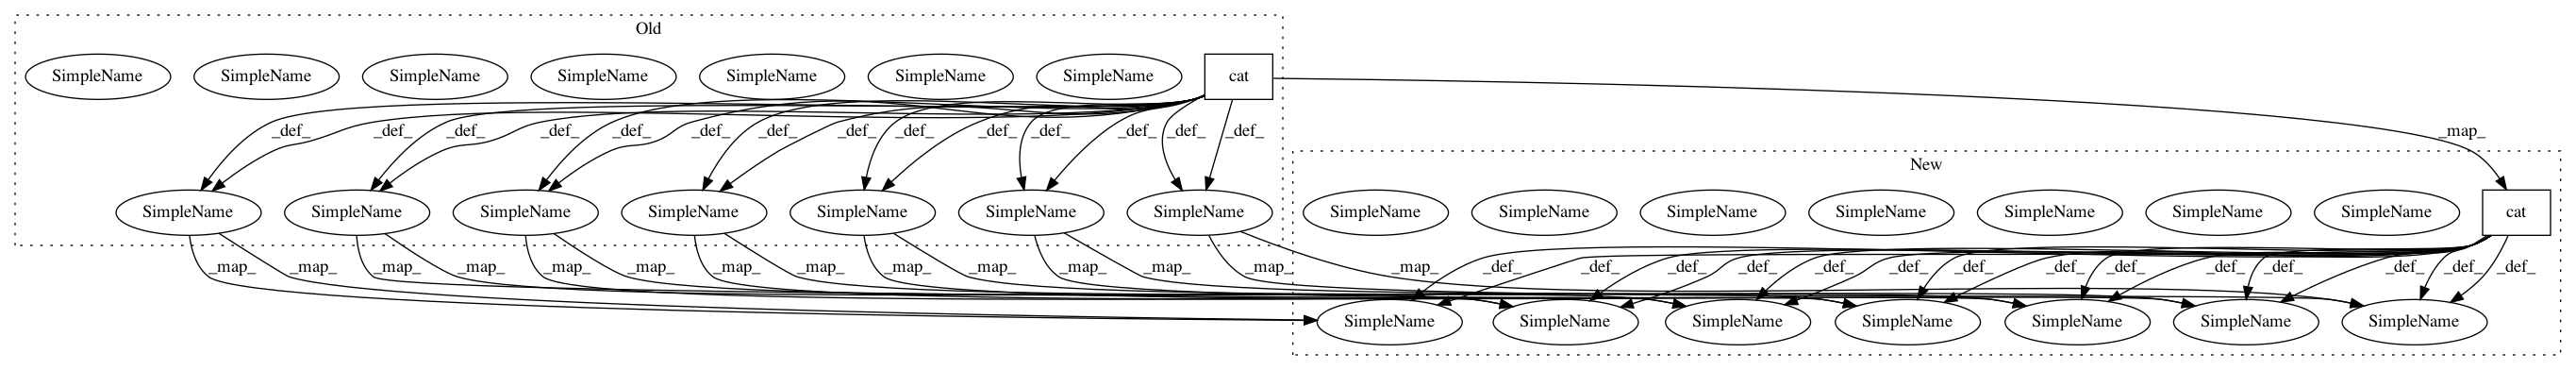 Old
SimpleName SimpleName SimpleName SimpleName SimpleName SimpleName SimpleName cat
_def_ _def_ _def_ _def_ _def_ _def_ _def_ _def_ _def_ _def_ _def_ _def_ _def_ _def_ _map_
New
SimpleName SimpleName SimpleName SimpleName SimpleName SimpleName SimpleName SimpleName SimpleName SimpleName SimpleName SimpleName SimpleName SimpleName cat
_map_ _map_ _map_ _map_ _map_ _map_ _map_ _map_ _map_ _map_ _map_ _map_ _map_ _map_ _def_ _def_ _def_ _def_ _def_ _def_ _def_ _def_ _def_ _def_ _def_ _def_ _def_ _def_
SimpleName SimpleName SimpleName SimpleName SimpleName SimpleName SimpleName